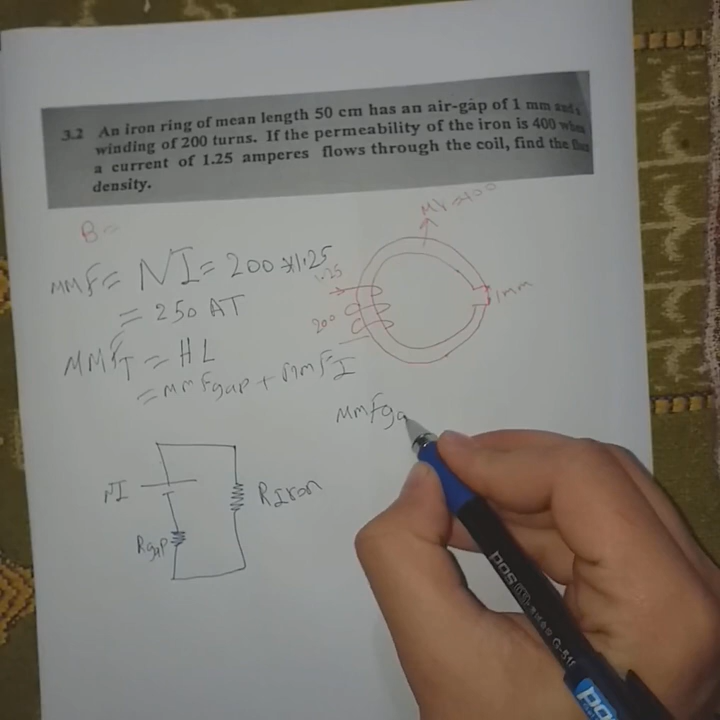 3.2 An iron ring of mean length 50 cm has an air-gap of 1 mm and a
winding of 200 turns. If the permeability of the iron is 400 when
a current of 1.25 amperes flows through the coil, find the flux
density.
B=
MMF = NI = 200 * 1.25
= 250 AT
MMFT = HL
= MMFgap + MMFI
MMFga
1.25
200
1mm
=400
NI
Rgap
RIron
pos
G-51
pos